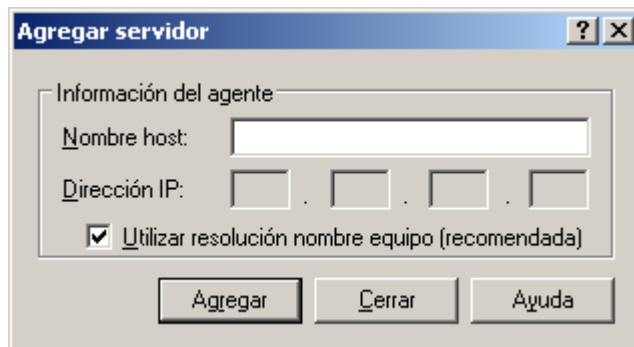 Agregar servidor
Información del agente
Nombre host:
Dirección IP: . . .
Utilizar resolución nombre equipo (recomendada)
Agregar Cerrar Ayuda